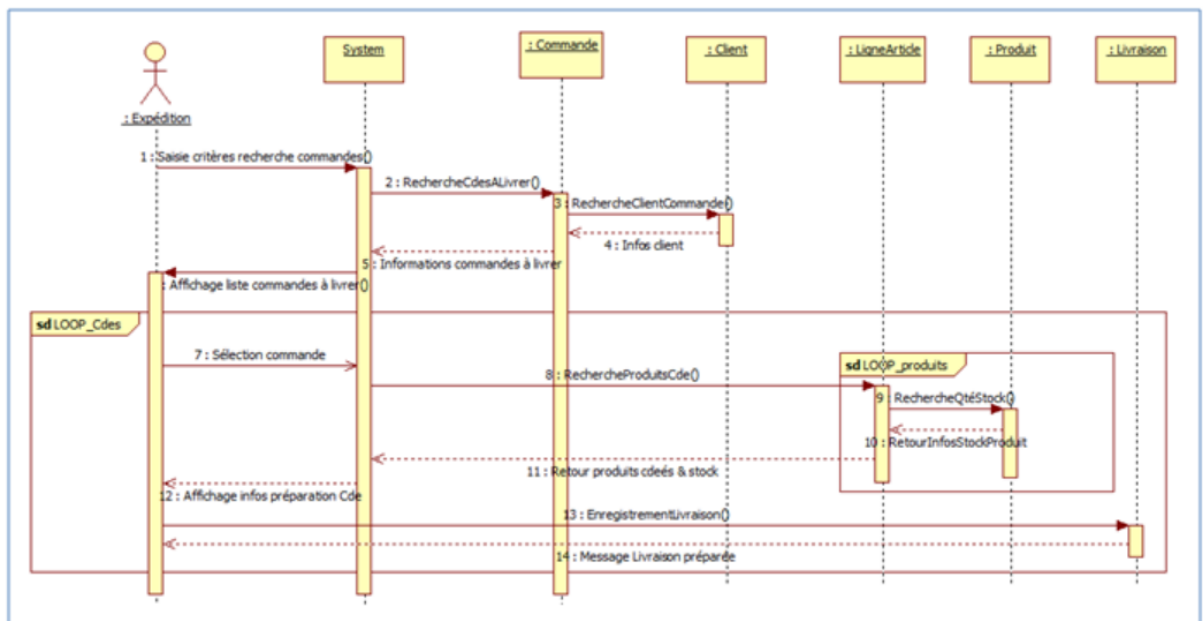 System
: Commande
: Client
: LigneArticle
: Produit
: Livraison
: Expédition
1 : Saisie critères recherche commandes()
2 : RechercheCdesALivrer()
3 : RechercheClientCommande()
4 : Infos client
5 : Informations commandes à livrer
: Affichage liste commandes à livrer()
sd LOOP_Cdes
7 : Sélection commande
sd LOOP_produits
8 : RechercheProduitsCde()
9 : RechercheQtéStock()
10 : RetourInfosStockProduit
11 : Retour produits cdeés & stock
12 : Affichage infos préparation Cde
13 : EnregistrementLivraison()
14 : Message Livraison préparée